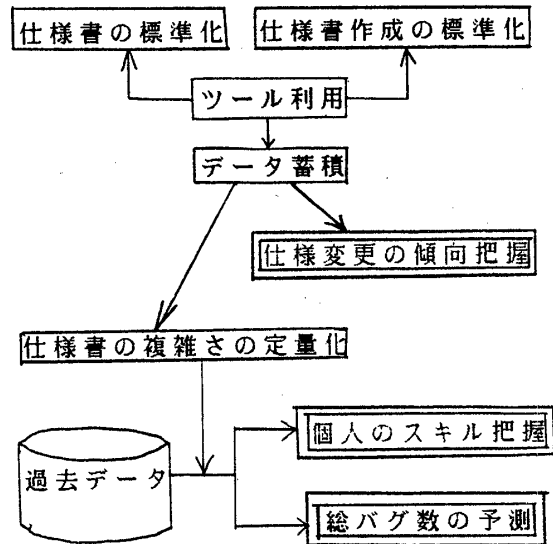 仕様書の標準化
仕様書作成の標準化
ツール利用
データ蓄積
仕様変更の傾向把握
仕様書の複雑さの定量化
個人のスキル把握
過去データ
総バグ数の予測